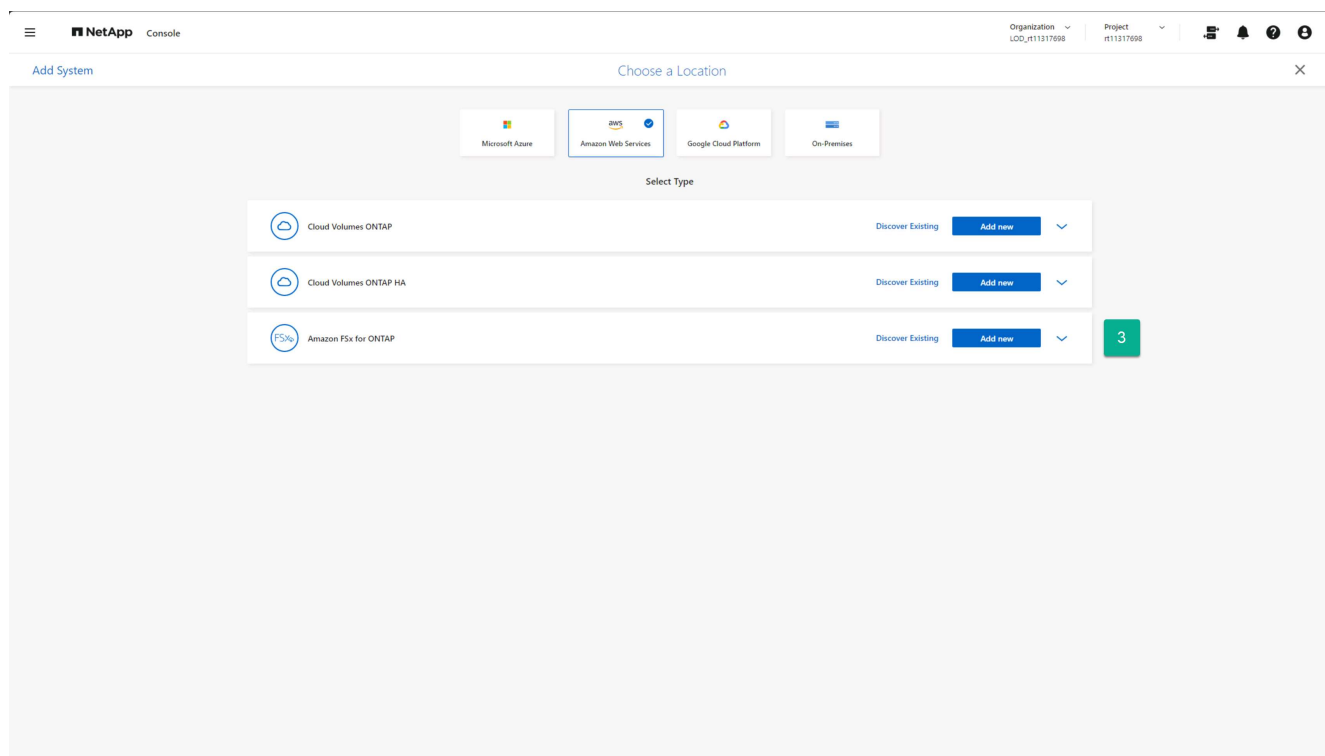 NetApp Console
Organization
LOD_rt11317698
Project
rt11317698
Add System
Choose a Location
aws
Microsoft Azure
Amazon Web Services
Google Cloud Platform
On-Premises
Select Type
Cloud Volumes ONTAP
Discover Existing
Add new
Cloud Volumes ONTAP HA
Discover Existing
Add new
FSx
Amazon FSx for ONTAP
Discover Existing
Add new
3